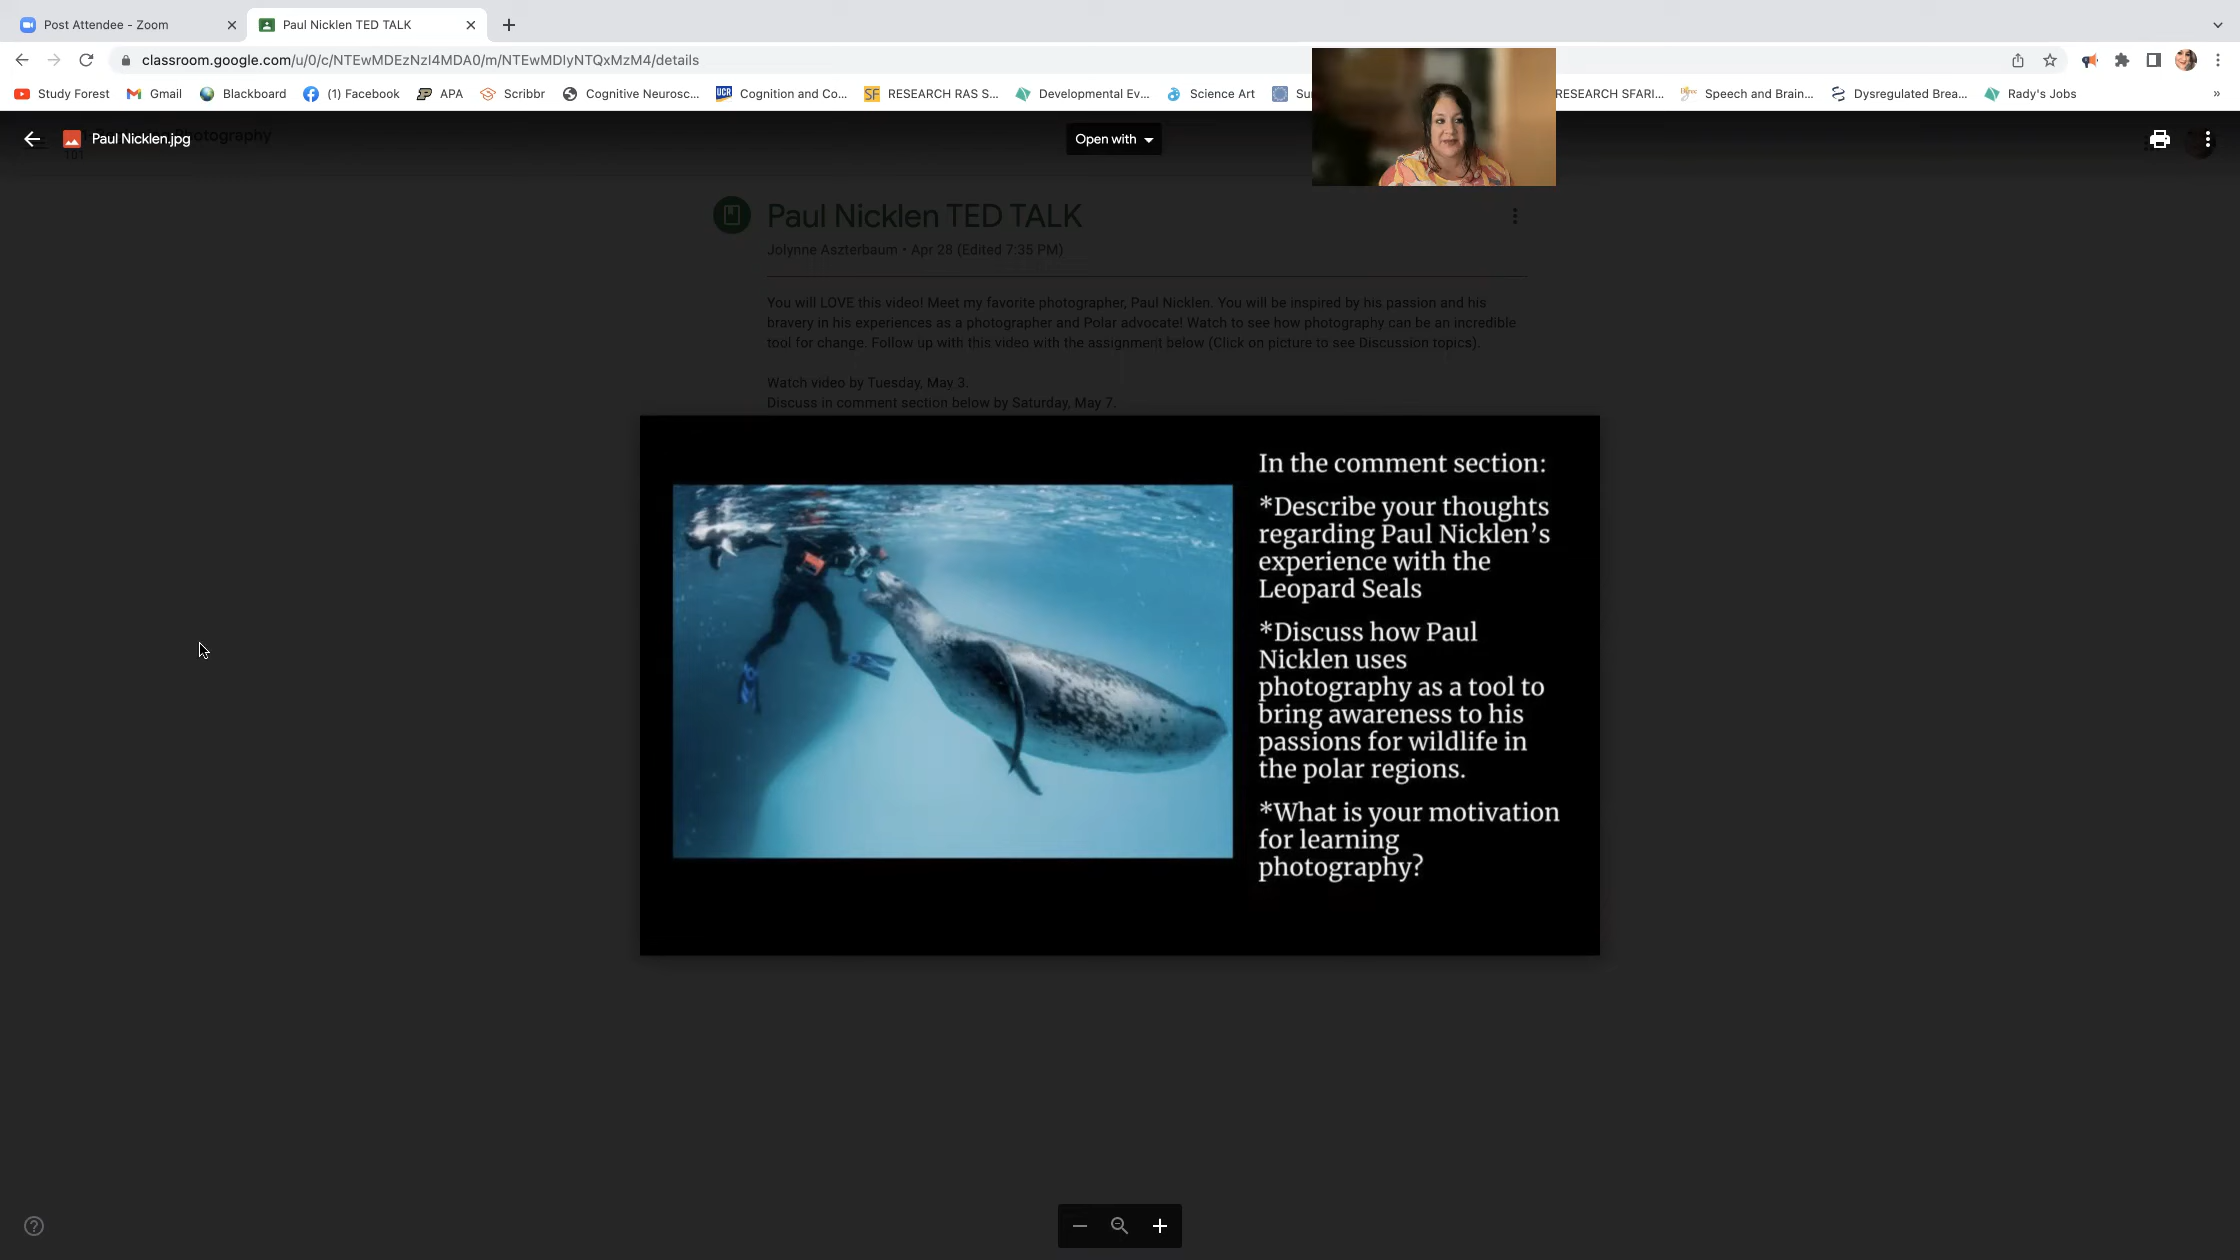 Post Attendee - Zoom
Paul Nicklen TED TALK
classroom.google.com/u/0/c/NTEwMDEzNzI4MDA0/m/NTEwMDIyNTQxMzM4/details
Study Forest
Gmail
Blackboard
(1) Facebook
APA
Scribbr
Cognitive Neurosc...
UCR
Cognition and Co...
SF
RESEARCH RAS S...
Developmental Ev...
Science Art
Su
RESEARCH SFARI...
Speech and Brain...
Dysregulated Brea...
Rady's Jobs
»
Paul Nicklen.jpg
Photography
101
Open with
Paul Nicklen TED TALK
Jolynne Aszterbaum • Apr 28 (Edited 7:35 PM)
You will LOVE this video! Meet my favorite photographer, Paul Nicklen. You will be inspired by his passion and his
bravery in his experiences as a photographer and Polar advocate! Watch to see how photography can be an incredible
tool for change. Follow up with this video with the assignment below (Click on picture to see Discussion topics).
Watch video by Tuesday, May 3.
Discuss in comment section below by Saturday, May 7.
In the comment section:
*Describe your thoughts
regarding Paul Nicklen's
experience with the
Leopard Seals
*Discuss how Paul
Nicklen uses
photography as a tool to
bring awareness to his
passions for wildlife in
the polar regions.
*What is your motivation
for learning
photography?